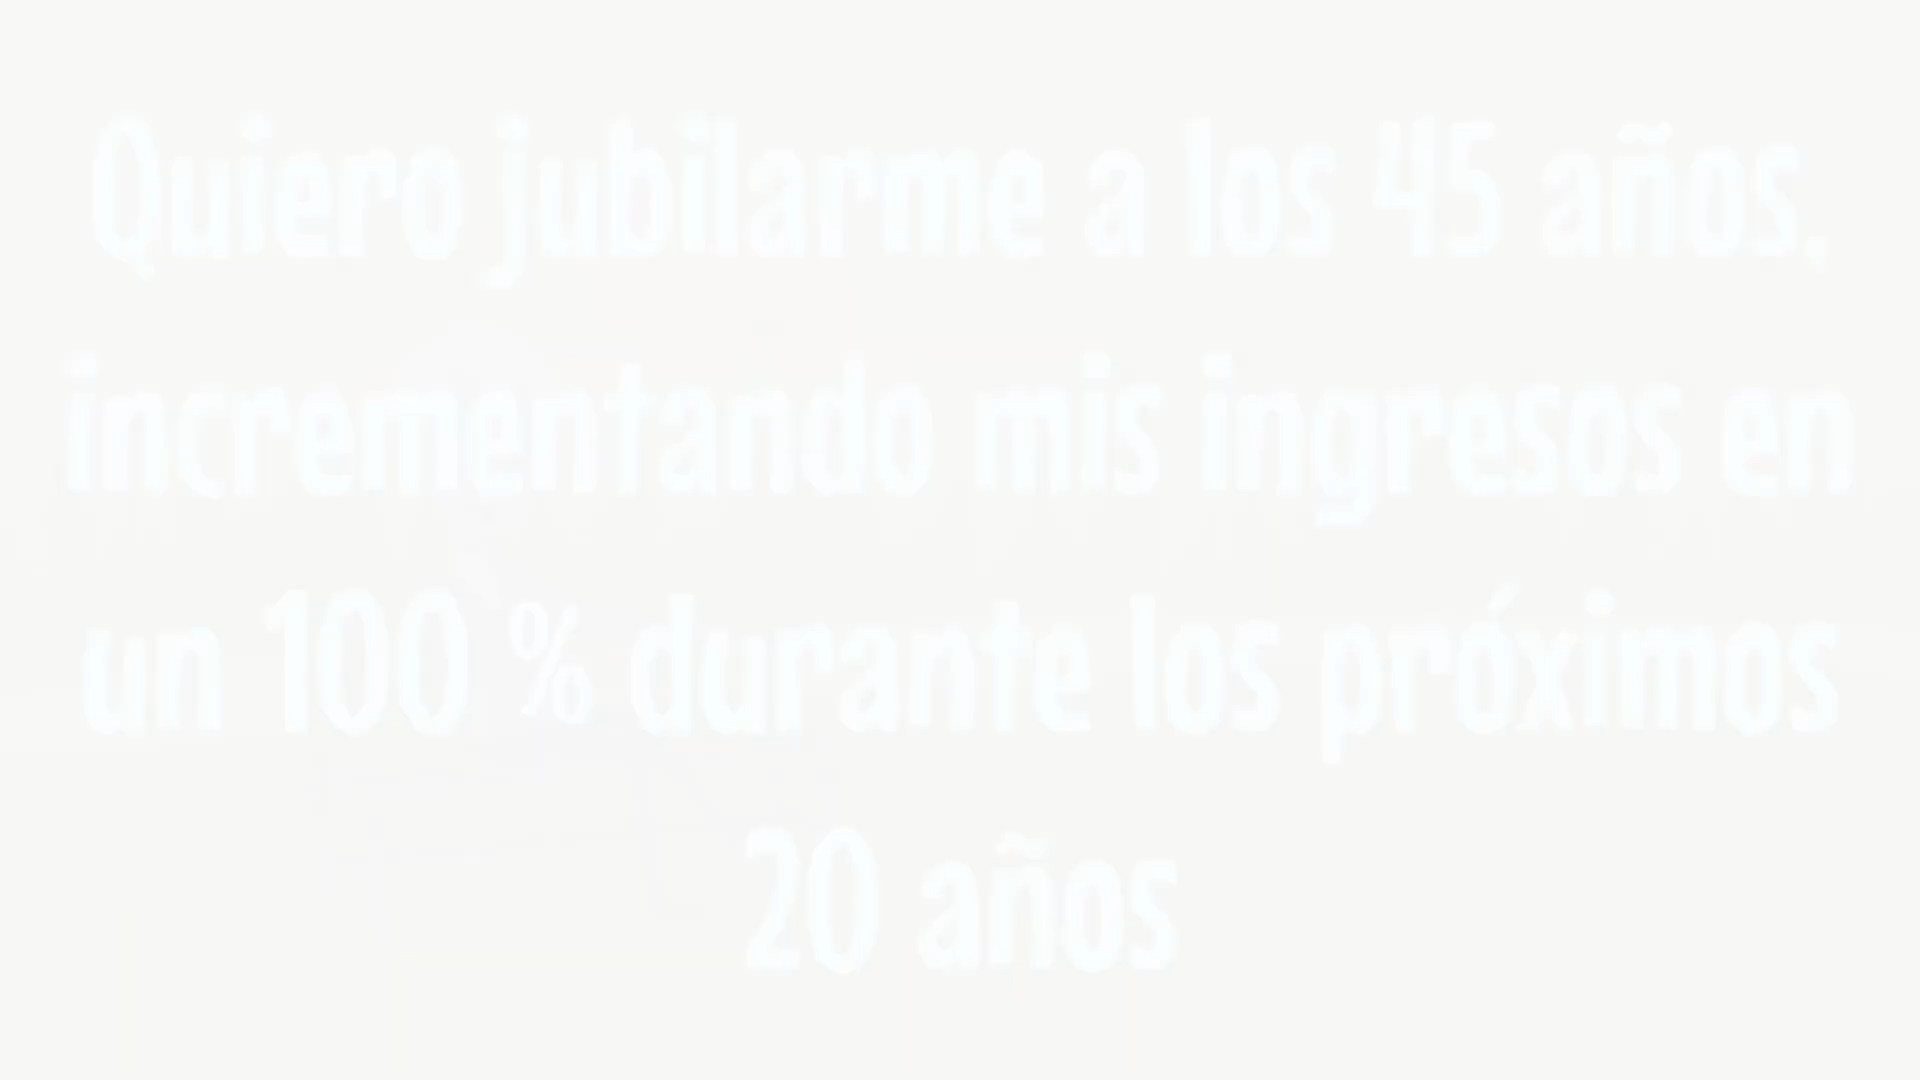 Quiero jubilarme a los 45 años,
incrementando mis ingresos en
un 100 % durante los próximos
20 años